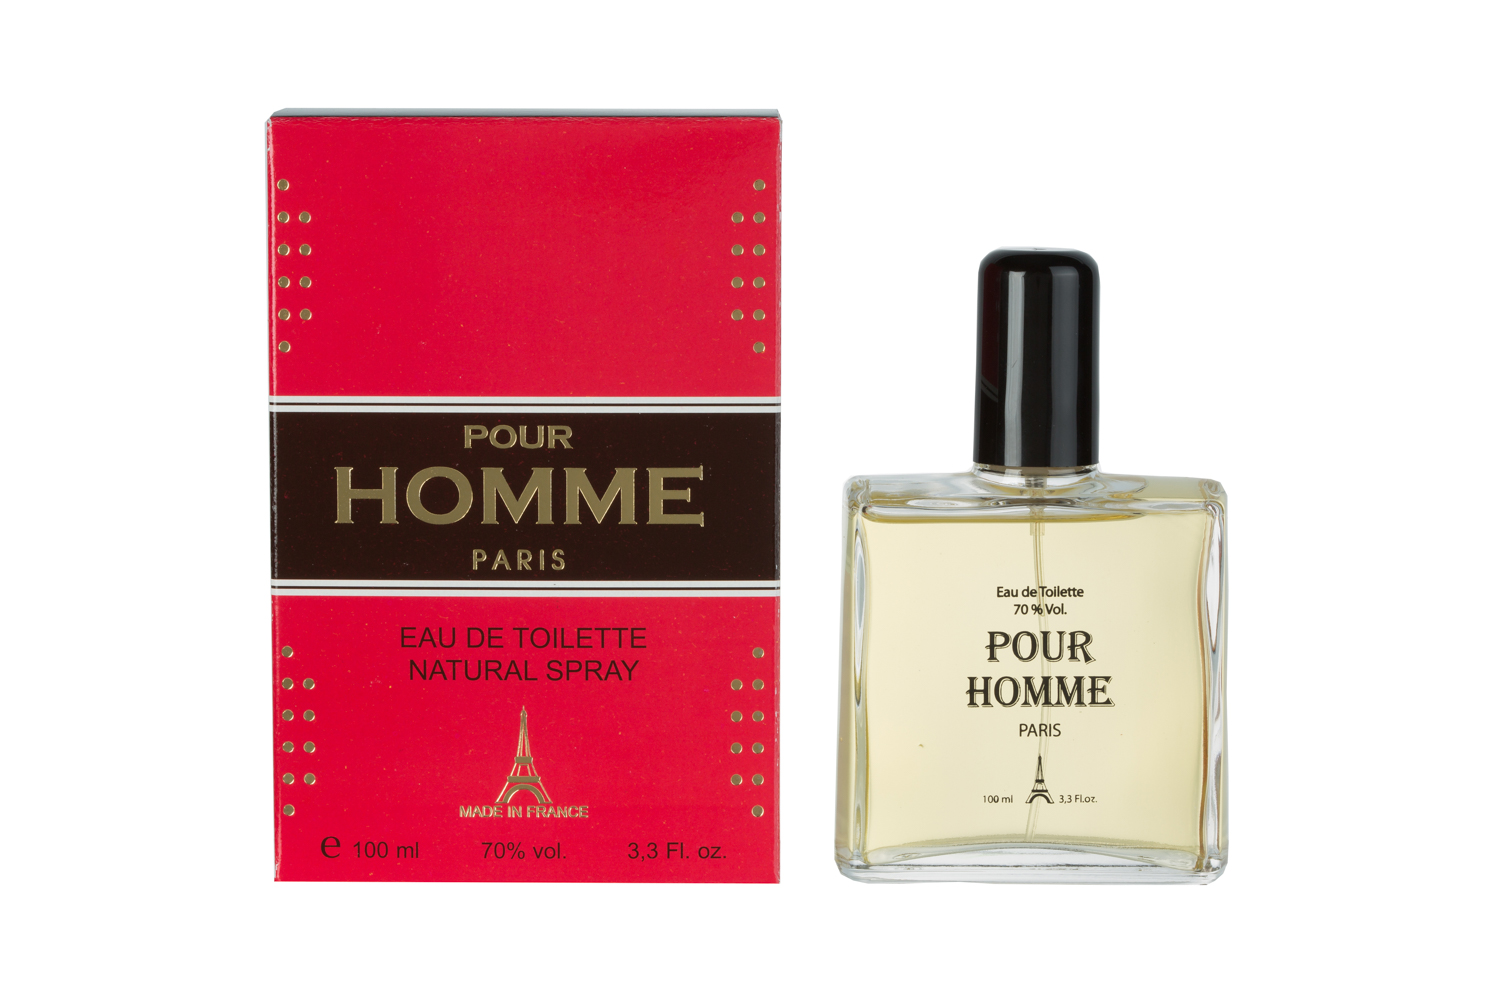 POUR
HOMME
PARIS
EAU DE TOILETTE
NATURAL SPRAY
MADE IN FRANCE
℮ 100 ml 70% vol. 3,3 Fl. oz.
Eau de Toilette
70 % Vol.
POUR
HOMME
PARIS
100 ml 3,3 Fl.oz.